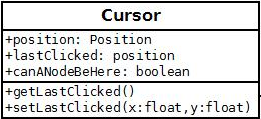 Cursor
+position: Position
+lastClicked: position
+canANodeBeHere: boolean
+getLastClicked()
+setLastClicked(x:float,y:float)